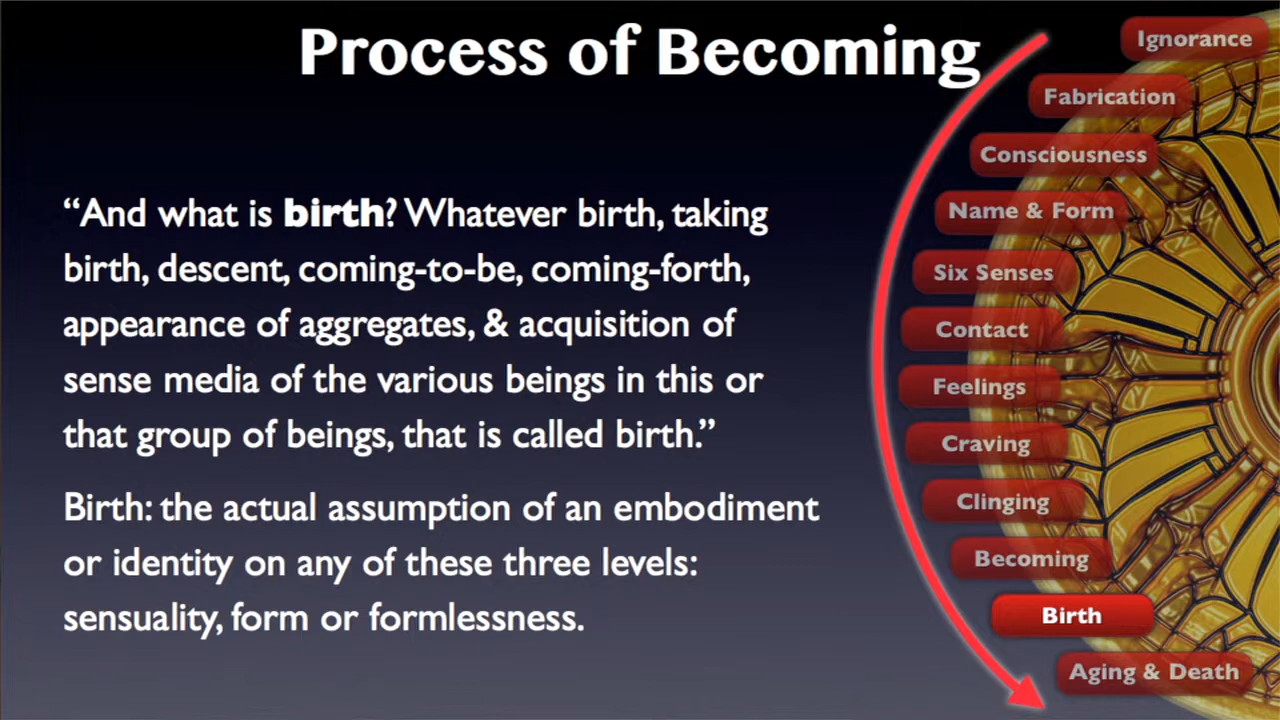 Process of Becoming
“And what is birth? Whatever birth, taking
birth, descent, coming-to-be, coming-forth,
appearance of aggregates, & acquisition of
sense media of the various beings in this or
that group of beings, that is called birth.”
Birth: the actual assumption of an embodiment
or identity on any of these three levels:
sensuality, form or formlessness.
Ignorance
Fabrication
Consciousness
Name & Form
Six Senses
Contact
Feelings
Craving
Clinging
Becoming
Birth
Aging & Death